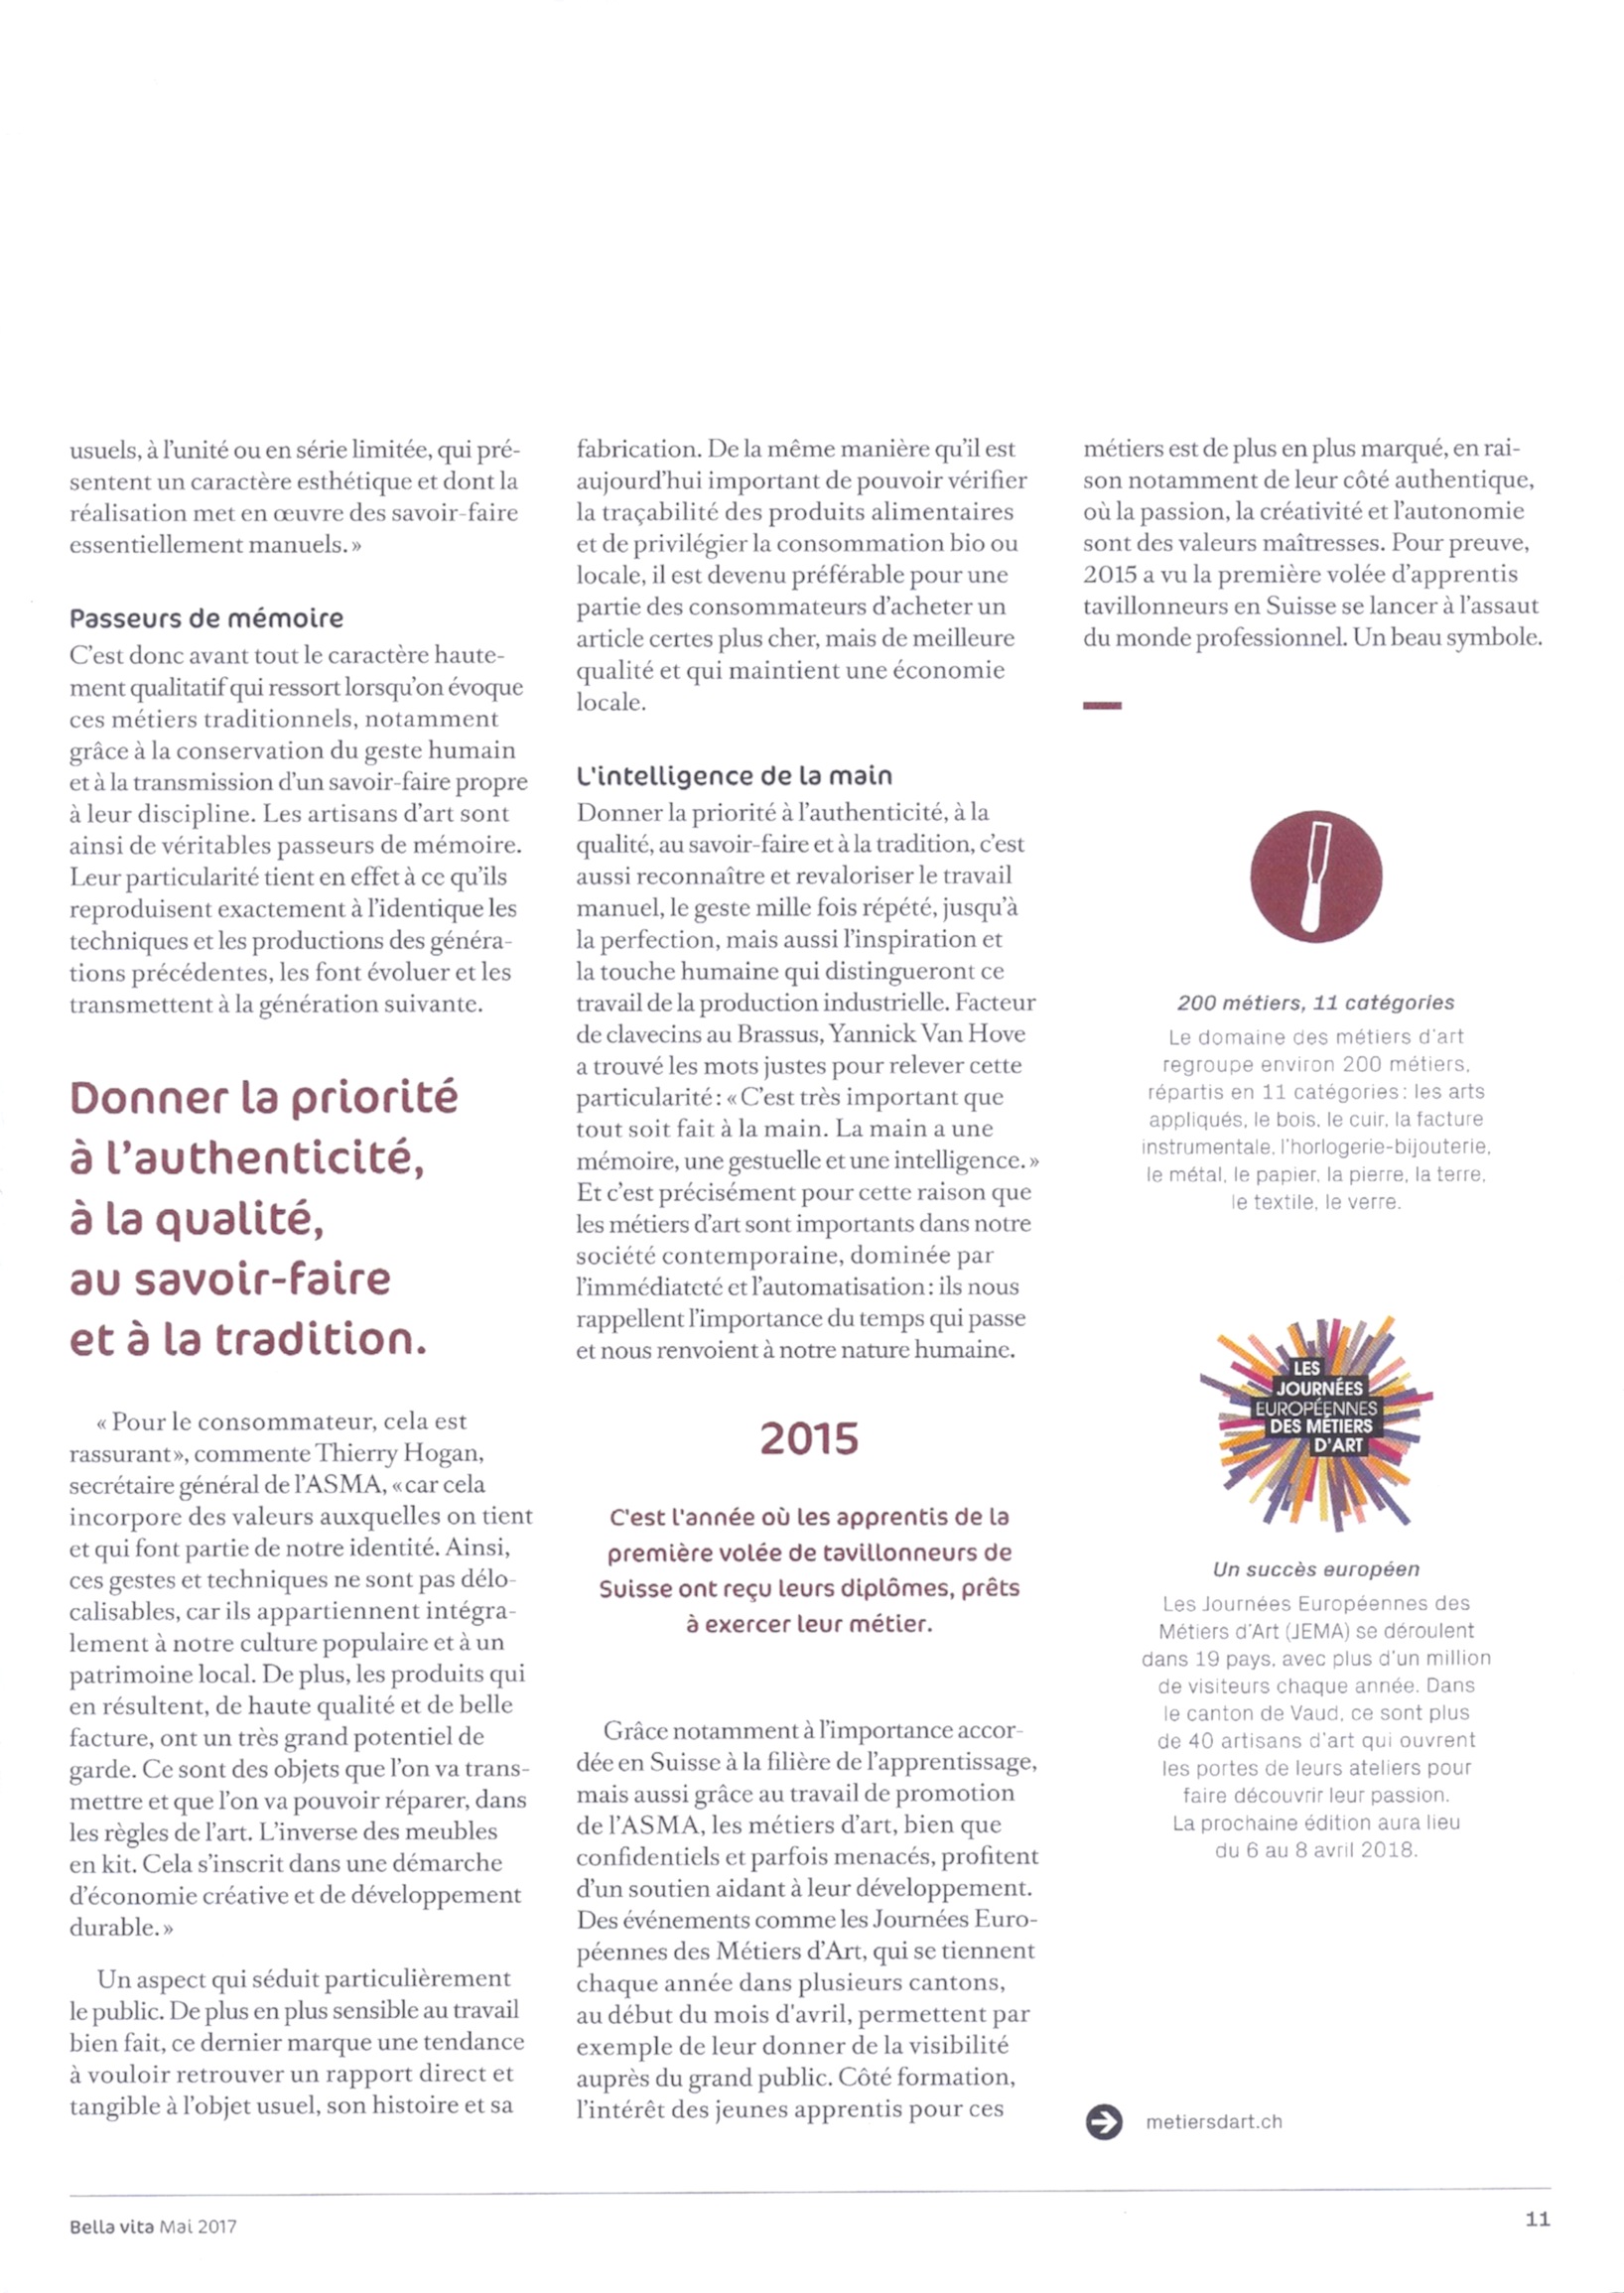 usuels, à l'unité ou en série limitée, qui pré-
sentent un caractère esthétique et dont la
réalisation met en œuvre des savoir-faire
essentiellement manuels. »
Passeurs de mémoire
C'est donc avant tout le caractère haute-
ment qualitatif qui ressort lorsqu'on évoque
ces métiers traditionnels, notamment
grâce à la conservation du geste humain
et à la transmission d'un savoir-faire propre
à leur discipline. Les artisans d'art sont
ainsi de véritables passeurs de mémoire.
Leur particularité tient en effet à ce qu'ils
reproduisent exactement à l'identique les
techniques et les productions des généra-
tions précédentes, les font évoluer et les
transmettent à la génération suivante.
Donner la priorité
à l'authenticité,
à la qualité,
au savoir-faire
et à la tradition.
« Pour le consommateur, cela est
rassurant», commente Thierry Hogan,
secrétaire général de l'ASMA, «car cela
incorpore des valeurs auxquelles on tient
et qui font partie de notre identité. Ainsi,
ces gestes et techniques ne sont pas délo-
calisables, car ils appartiennent intégra-
lement à notre culture populaire et à un
patrimoine local. De plus, les produits qui
en résultent, de haute qualité et de belle
facture, ont un très grand potentiel de
garde. Ce sont des objets que l'on va trans-
mettre et que l'on va pouvoir réparer, dans
les règles de l'art. L'inverse des meubles
en kit. Cela s'inscrit dans une démarche
d'économie créative et de développement
durable. »
Un aspect qui séduit particulièrement
le public. De plus en plus sensible au travail
bien fait, ce dernier marque une tendance
à vouloir retrouver un rapport direct et
tangible à l'objet usuel, son histoire et sa
fabrication. De la même manière qu'il est
aujourd'hui important de pouvoir vérifier
la traçabilité des produits alimentaires
et de privilégier la consommation bio ou
locale, il est devenu préférable pour une
partie des consommateurs d'acheter un
article certes plus cher, mais de meilleure
qualité et qui maintient une économie
locale.
L'intelligence de la main
Donner la priorité à l'authenticité, à la
qualité, au savoir-faire et à la tradition, c'est
aussi reconnaître et revaloriser le travail
manuel, le geste mille fois répété, jusqu'à
la perfection, mais aussi l'inspiration et
la touche humaine qui distingueront ce
travail de la production industrielle. Facteur
de clavecins au Brassus, Yannick Van Hove
a trouvé les mots justes pour relever cette
particularité: «C'est très important que
tout soit fait à la main. La main a une
mémoire, une gestuelle et une intelligence. »
Et c'est précisément pour cette raison que
les métiers d'art sont importants dans notre
société contemporaine, dominée par
l'immédiateté et l'automatisation: ils nous
rappellent l'importance du temps qui passe
et nous renvoient à notre nature humaine.
2015
C'est l'année où les apprentis de la
première volée de tavillonneurs de
Suisse ont reçu leurs diplômes, prêts
à exercer leur métier.
Grâce notamment à l'importance accor-
dée en Suisse à la filière de l'apprentissage,
mais aussi grâce au travail de promotion
de l'ASMA, les métiers d'art, bien que
confidentiels et parfois menacés, profitent
d'un soutien aidant à leur développement.
Des événements comme les Journées Euro-
péennes des Métiers d'Art, qui se tiennent
chaque année dans plusieurs cantons,
au début du mois d'avril, permettent par
exemple de leur donner de la visibilité
auprès du grand public. Côté formation,
l'intérêt des jeunes apprentis pour ces
métiers est de plus en plus marqué, en rai-
son notamment de leur côté authentique,
où la passion, la créativité et l'autonomie
sont des valeurs maîtresses. Pour preuve,
2015 a vu la première volée d'apprentis
tavillonneurs en Suisse se lancer à l'assaut
du monde professionnel. Un beau symbole.
200 métiers, 11 catégories
Le domaine des métiers d'art
regroupe environ 200 métiers,
répartis en 11 catégories: les arts
appliqués, le bois, le cuir, la facture
instrumentale, l'horlogerie-bijouterie,
le métal, le papier, la pierre, la terre,
le textile, le verre.
LES
JOURNÉES
EUROPÉENNES
DES MÉTIERS
D'ART
Un succès européen
Les Journées Européennes des
Métiers d'Art (JEMA) se déroulent
dans 19 pays, avec plus d'un million
de visiteurs chaque année. Dans
le canton de Vaud, ce sont plus
de 40 artisans d'art qui ouvrent
les portes de leurs ateliers pour
faire découvrir leur passion.
La prochaine édition aura lieu
du 6 au 8 avril 2018.
metiersdart.ch
Bella vita Mai 2017
11